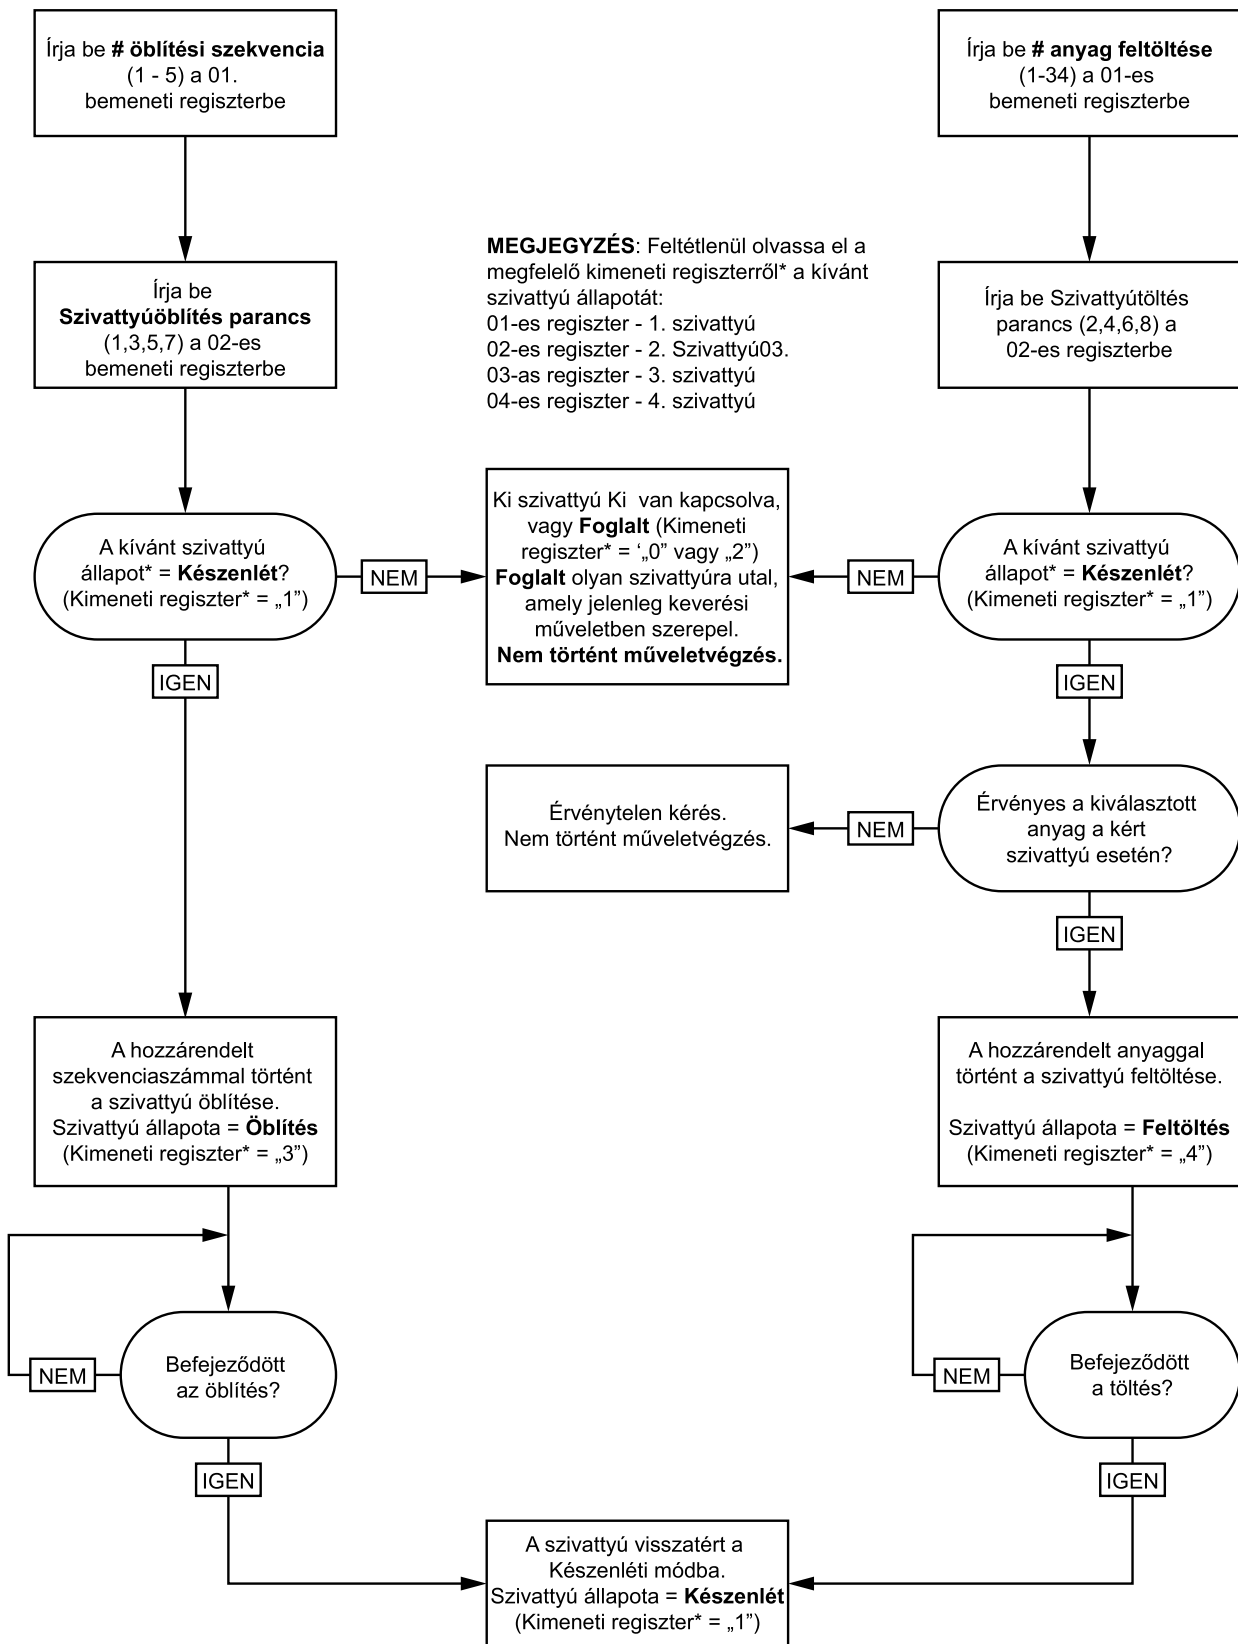 Írja be # öblítési szekvencia
(1 - 5) a 01.
bemeneti regiszterbe
Írja be # anyag feltöltése
(1-34) a 01-es
bemeneti regiszterbe
Írja be
Szivattyúöblítés parancs
(1,3,5,7) a 02-es
bemeneti regiszterbe
MEGJEGYZÉS: Feltétlenül olvassa el a
megfelelő kimeneti regiszterről* a kívánt
szivattyú állapotát:
01-es regiszter - 1. szivattyú
02-es regiszter - 2. Szivattyú03.
03-as regiszter - 3. szivattyú
04-es regiszter - 4. szivattyú
Írja be Szivattyútöltés
parancs (2,4,6,8) a
02-es regiszterbe
A kívánt szivattyú
állapot* = Készenlét?
(Kimeneti regiszter* = „1”)
NEM
Ki szivattyú Ki  van kapcsolva,
vagy Foglalt (Kimeneti
regiszter* = ‘„0” vagy „2”)
Foglalt olyan szivattyúra utal,
amely jelenleg keverési
műveletben szerepel.
Nem történt műveletvégzés.
NEM
A kívánt szivattyú
állapot* = Készenlét?
(Kimeneti regiszter* = „1”)
IGEN
IGEN
Érvénytelen kérés.
Nem történt műveletvégzés.
NEM
Érvényes a kiválasztott
anyag a kért
szivattyú esetén?
IGEN
A hozzárendelt
szekvenciaszámmal történt
a szivattyú öblítése.
Szivattyú állapota = Öblítés
(Kimeneti regiszter* = „3”)
A hozzárendelt anyaggal
történt a szivattyú feltöltése.
Szivattyú állapota = Feltöltés
(Kimeneti regiszter* = „4”)
NEM
Befejeződött
az öblítés?
NEM
Befejeződött
a töltés?
IGEN
IGEN
A szivattyú visszatért a
Készenléti módba.
Szivattyú állapota = Készenlét
(Kimeneti regiszter* = „1”)